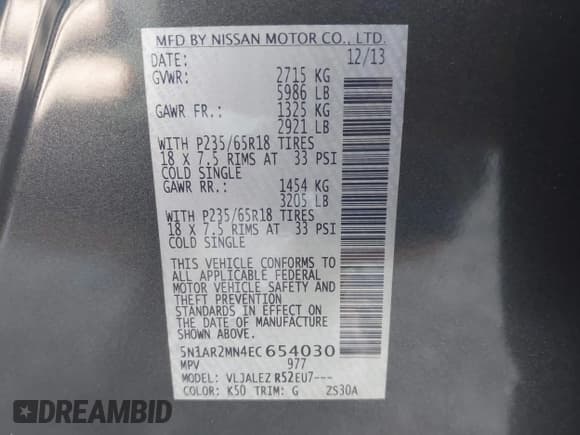 MFD BY NISSAN MOTOR CO., LTD.
DATE: 12/13
GVWR: 2715 KG
5986 LB
GAWR FR.: 1325 KG
2921 LB
WITH P235/65R18 TIRES
18 X 7.5 RIMS AT 33 PSI
COLD SINGLE
GAWR RR.: 1454 KG
3205 LB
WITH P235/65R18 TIRES
18 X 7.5 RIMS AT 33 PSI
COLD SINGLE
THIS VEHICLE CONFORMS TO
ALL APPLICABLE FEDERAL
MOTOR VEHICLE SAFETY AND
THEFT PREVENTION
STANDARDS IN EFFECT ON
THE DATE OF MANUFACTURE
SHOWN ABOVE.
5N1AR2MN4EC654030
MPV 977
MODEL: VLJALEZ R52EU7---
COLOR: K50 TRIM: G ZS30A
DREAMBID